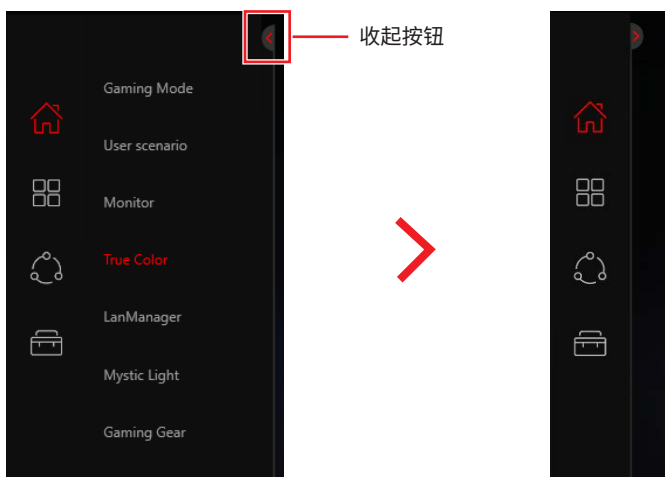 收起按钮
Gaming Mode
User scenario
Monitor
True Color
LanManager
Mystic Light
Gaming Gear